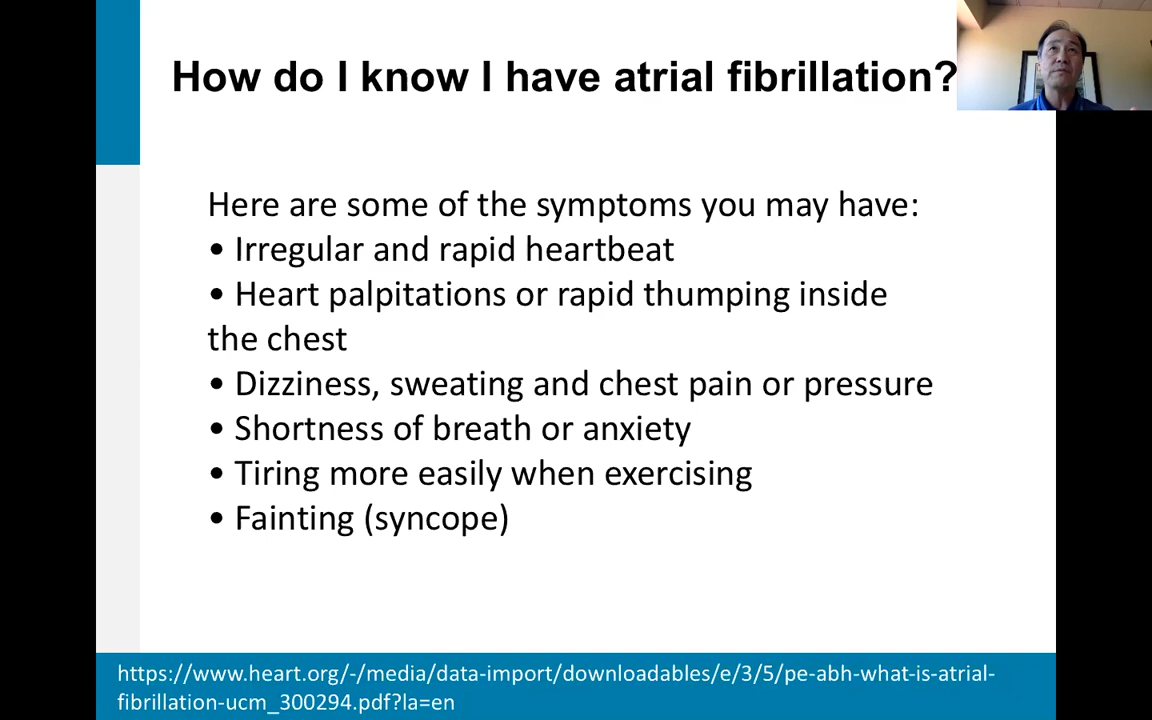 How do I know I have atrial fibrillation?
Here are some of the symptoms you may have:
• Irregular and rapid heartbeat
• Heart palpitations or rapid thumping inside
the chest
• Dizziness, sweating and chest pain or pressure
• Shortness of breath or anxiety
• Tiring more easily when exercising
• Fainting (syncope)
https://www.heart.org/-/media/data-import/downloadables/e/3/5/pe-abh-what-is-atrial-
fibrillation-ucm_300294.pdf?la=en